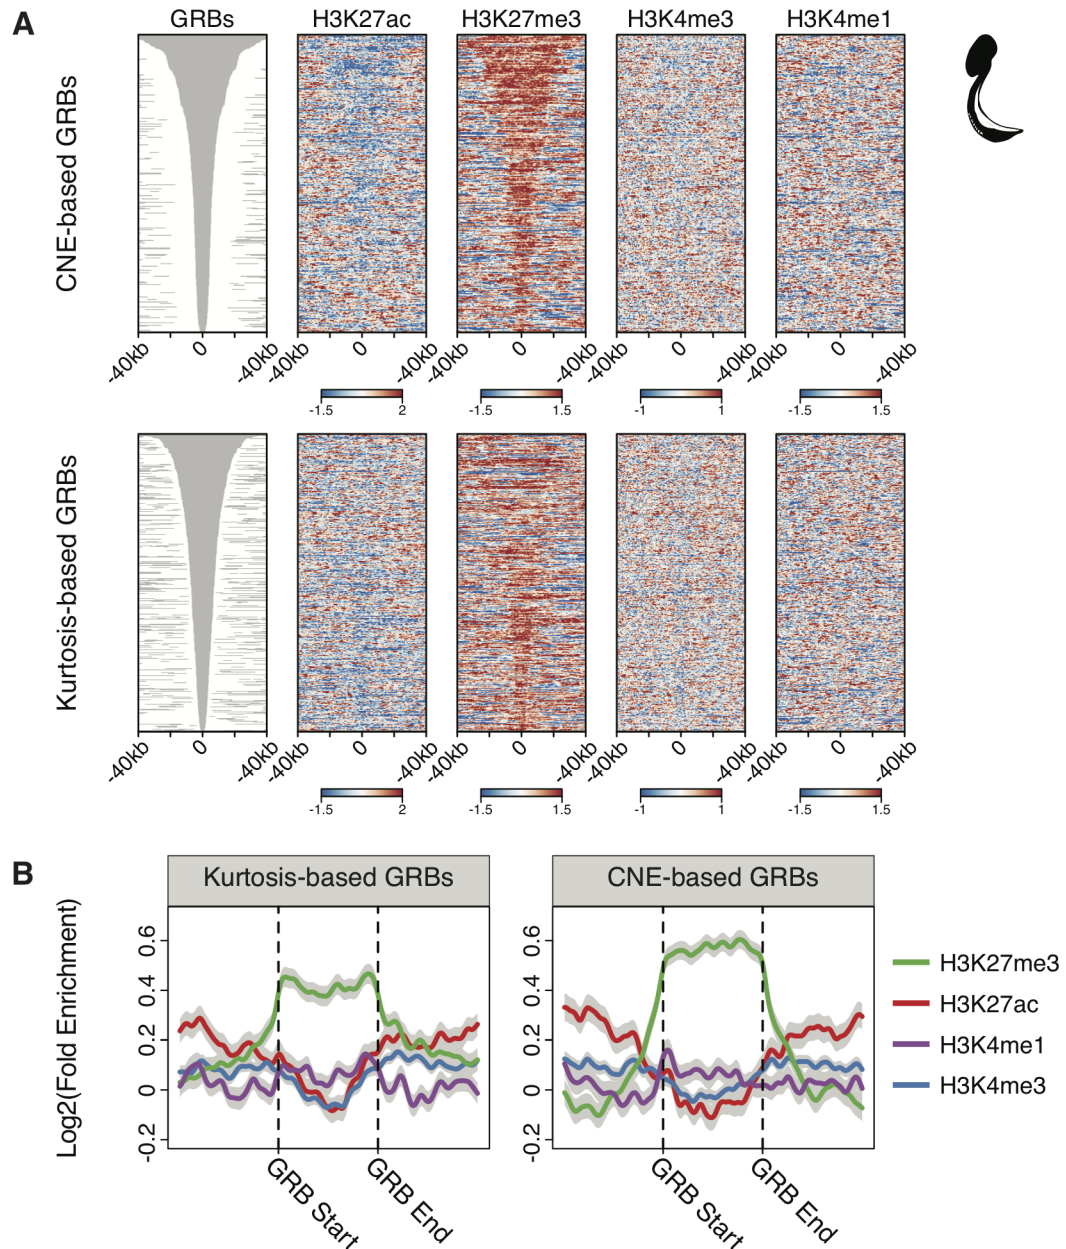 A
GRBs
H3K27ac
H3K27me3
H3K4me3
H3K4me1
CNE-based GRBs
-40kb 0 -40kb
-40kb 0 -40kb
-40kb 0 -40kb
-40kb 0 -40kb
-40kb 0 -40kb
-1.5 2
-1.5 1.5
-1 1
-1.5 1.5
Kurtosis-based GRBs
-40kb 0 -40kb
-40kb 0 -40kb
-40kb 0 -40kb
-40kb 0 -40kb
-40kb 0 -40kb
-1.5 2
-1.5 1.5
-1 1
-1.5 1.5
B
Kurtosis-based GRBs
CNE-based GRBs
Log2(Fold Enrichment)
0.6
0.4
0.2
0
-0.2
0.6
0.4
0.2
0
-0.2
GRB Start
GRB End
GRB Start
GRB End
H3K27me3
H3K27ac
H3K4me1
H3K4me3